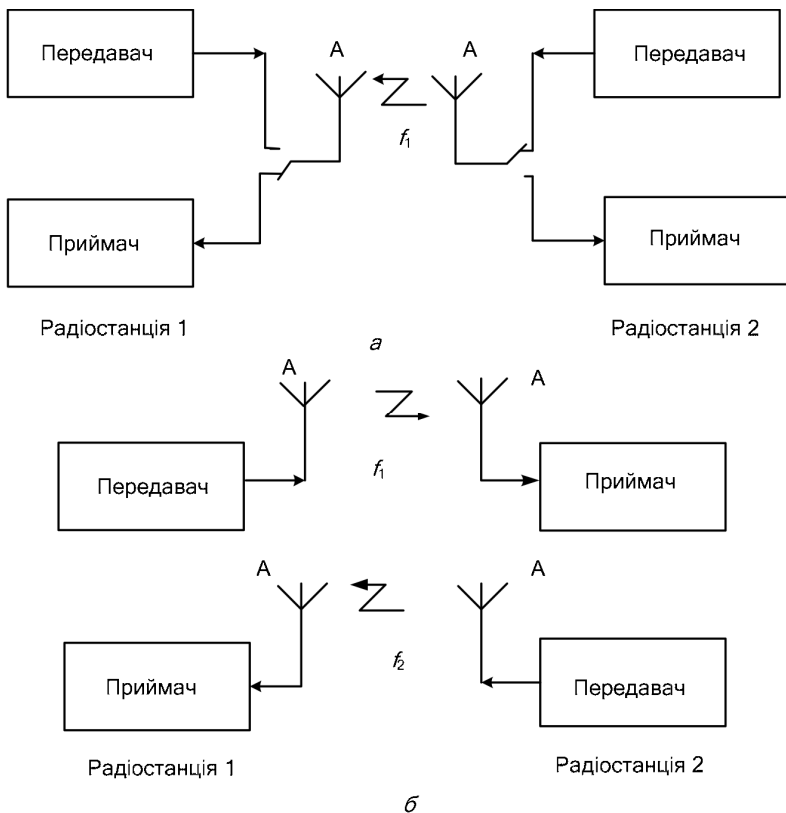 Передавач
А
А
Передавач
f1
Приймач
Приймач
Радіостанція 1
Радіостанція 2
а
А
А
f1
Передавач
Приймач
А
А
f2
Приймач
Передавач
Радіостанція 1
Радіостанція 2
б